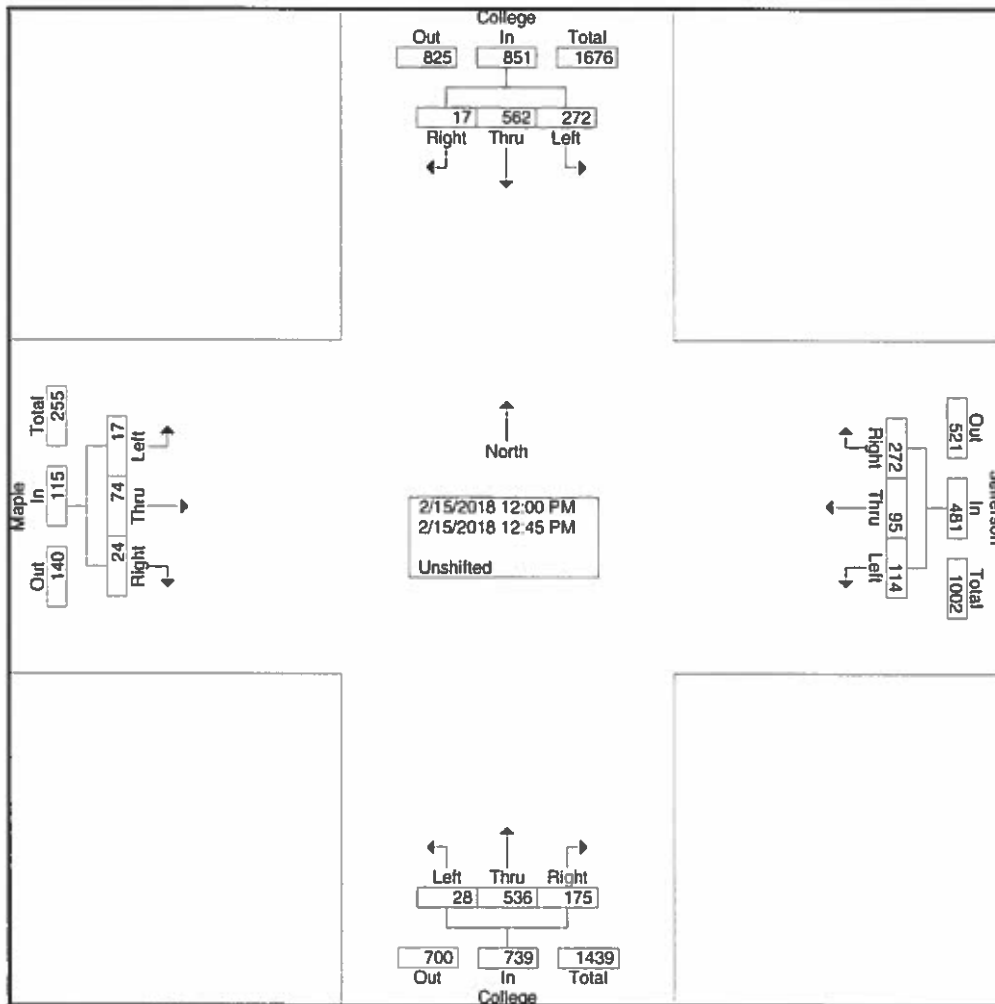 College
Out In Total
825 851 1676
17 562 272
Right Thru Left
North
2/15/2018 12:00 PM
2/15/2018 12:45 PM
Unshifted
Maple
Out In Total
140 115 255
17 74 24
Left Thru Right
Out In Total
521 481 1002
Right Thru Left
272 95 114
Left Thru Right
28 536 175
700 739 1439
Out In Total
College